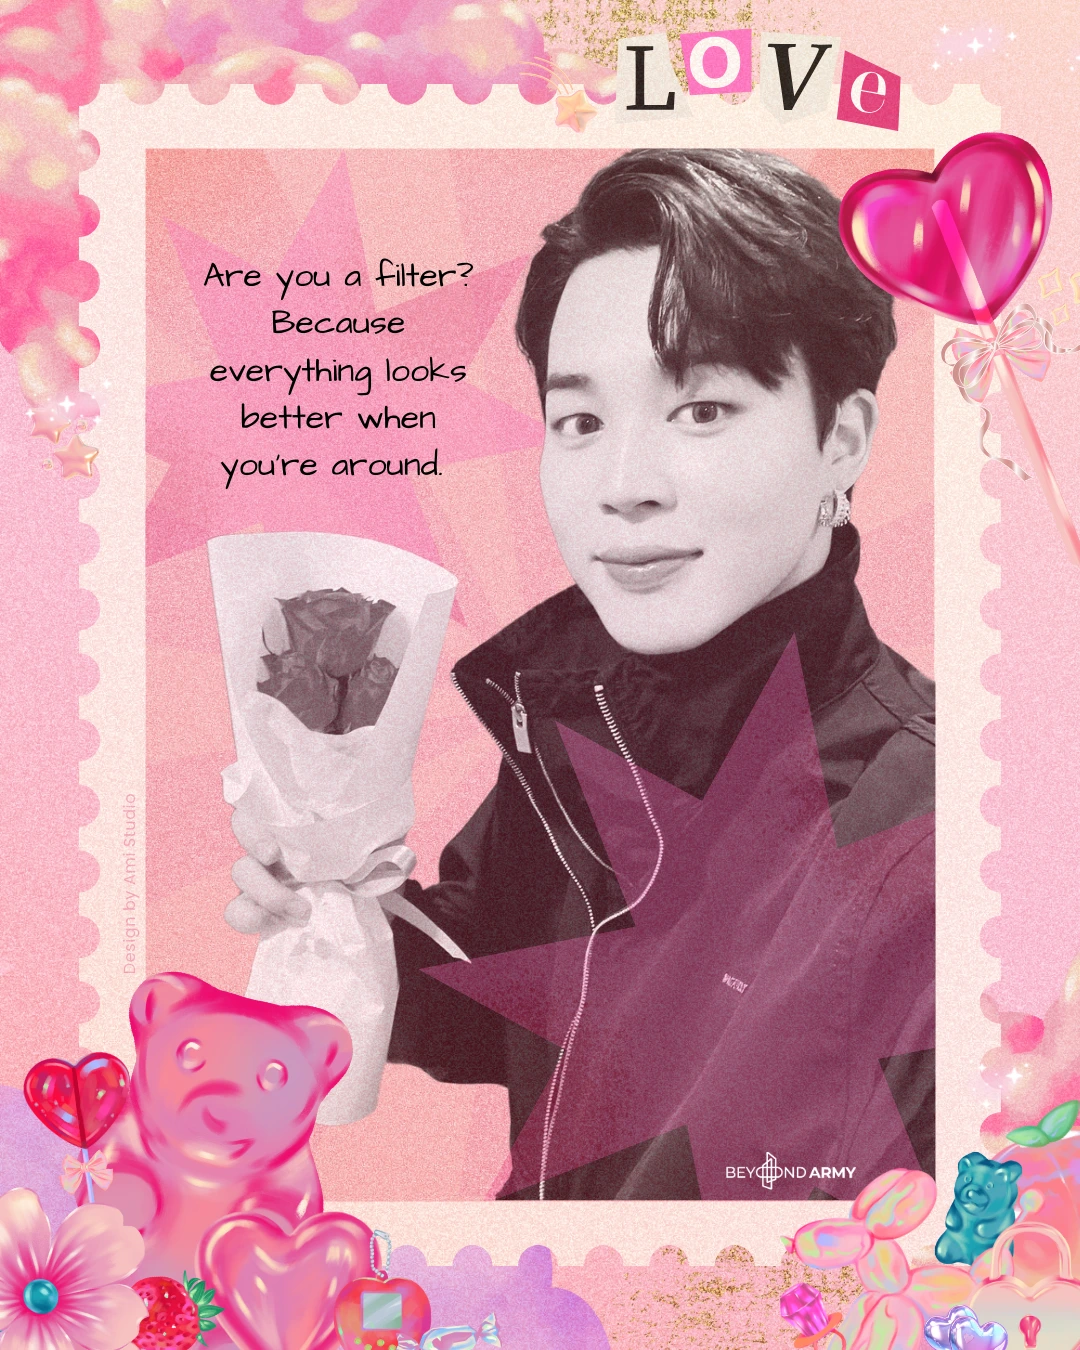 LOVe
Are you a filter?
Because
everything looks
better when
you're around.
Design by Ami Studio
BEYOND ARMY